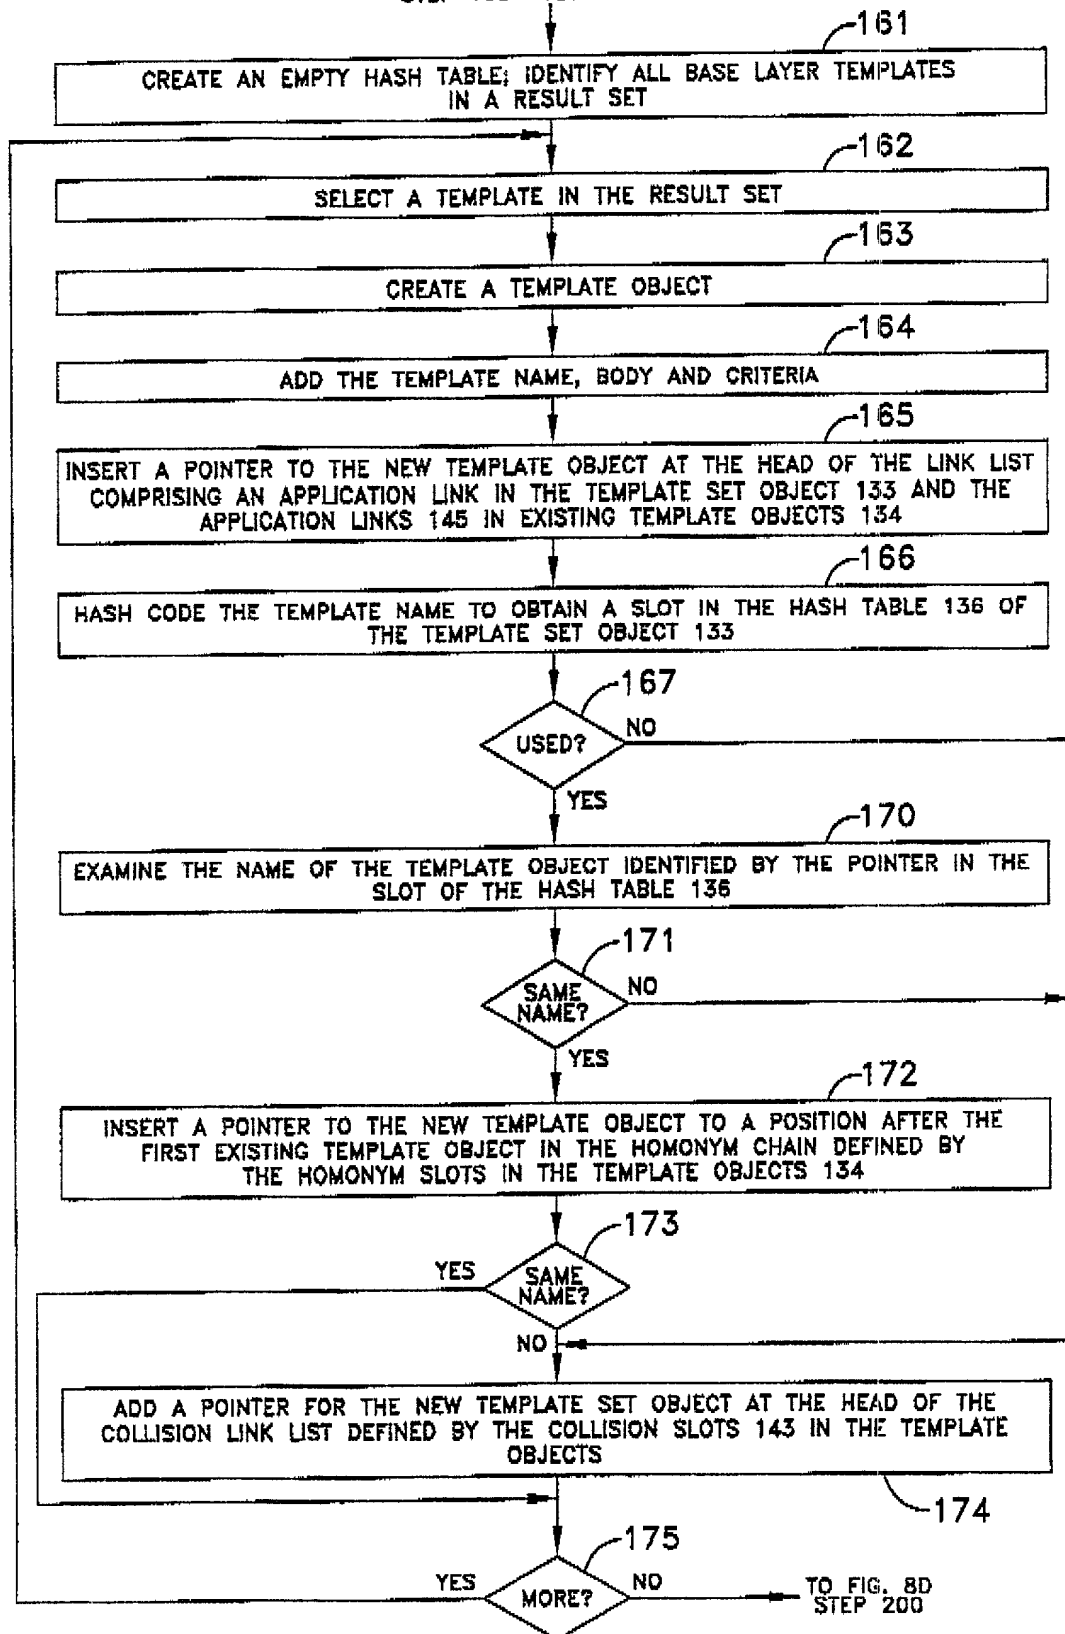 161
CREATE AN EMPTY HASH TABLE; IDENTIFY ALL BASE LAYER TEMPLATES
IN A RESULT SET
162
SELECT A TEMPLATE IN THE RESULT SET
163
CREATE A TEMPLATE OBJECT
164
ADD THE TEMPLATE NAME, BODY AND CRITERIA
165
INSERT A POINTER TO THE NEW TEMPLATE OBJECT AT THE HEAD OF THE LINK LIST
COMPRISING AN APPLICATION LINK IN THE TEMPLATE SET OBJECT 133 AND THE
APPLICATION LINKS 145 IN EXISTING TEMPLATE OBJECTS 134
166
HASH CODE THE TEMPLATE NAME TO OBTAIN A SLOT IN THE HASH TABLE 136 OF
THE TEMPLATE SET OBJECT 133
167
USED?
NO
YES
170
EXAMINE THE NAME OF THE TEMPLATE OBJECT IDENTIFIED BY THE POINTER IN THE
SLOT OF THE HASH TABLE 136
171
SAME
NAME?
NO
YES
172
INSERT A POINTER TO THE NEW TEMPLATE OBJECT TO A POSITION AFTER THE
FIRST EXISTING TEMPLATE OBJECT IN THE HOMONYM CHAIN DEFINED BY
THE HOMONYM SLOTS IN THE TEMPLATE OBJECTS 134
173
YES
SAME
NAME?
NO
ADD A POINTER FOR THE NEW TEMPLATE SET OBJECT AT THE HEAD OF THE
COLLISION LINK LIST DEFINED BY THE COLLISION SLOTS 143 IN THE TEMPLATE
OBJECTS
174
175
YES
MORE?
NO
TO FIG. 8D
STEP 200